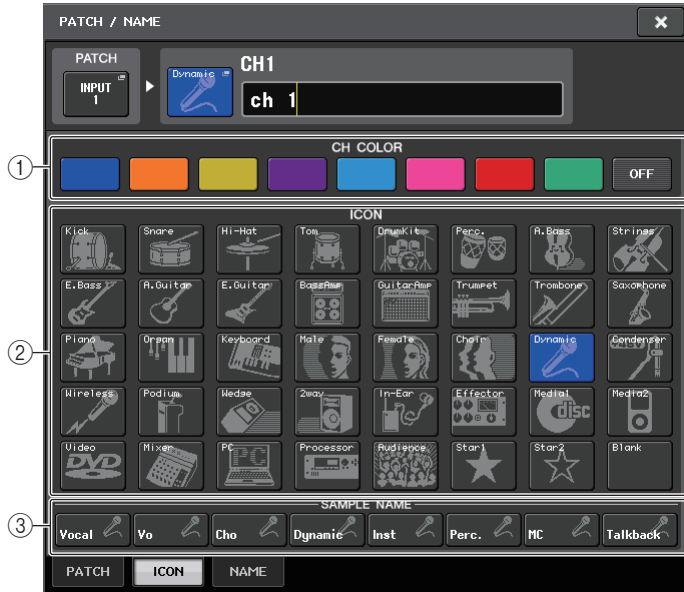 PATCH / NAME
PATCH
INPUT
1
Dynamic
CH1
ch 1
① CH COLOR
OFF
② ICON
Kick Snare Hi-Hat Tom DrumKit Perc. A.Bass Strings
E.Bass A.Guitar E.Guitar BassAmp GuitarAmp Trumpet Trombone Saxophone
Piano Organ Keyboard Male Female Choir Dynamic Condenser
Wireless Podium Wedge 2way In-Ear Effector Media1 disc Media2
Video DVD Mixer PC PC Processor Audience Star1 Star2 Blank
③ SAMPLE NAME
Vocal Vo Cho Dynamic Inst Perc. MC Talkback
PATCH ICON NAME